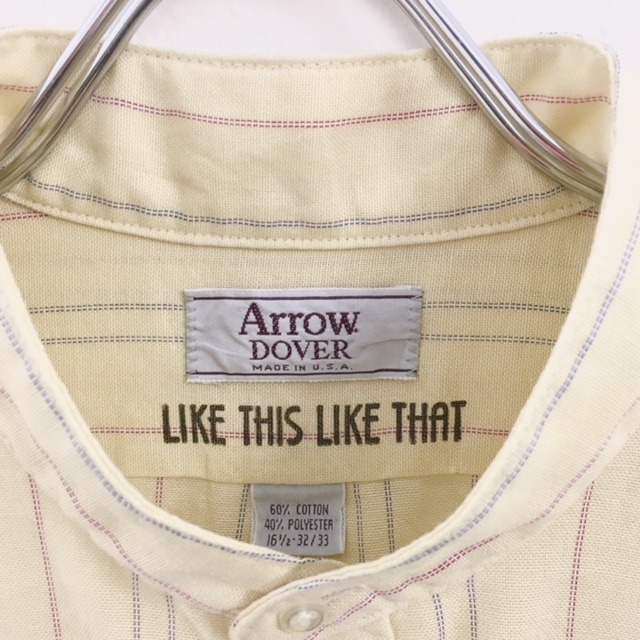 Arrow
DOVER
MADE IN U.S.A.
LIKE THIS LIKE THAT
60% COTTON
40% POLYESTER
16½-32/33